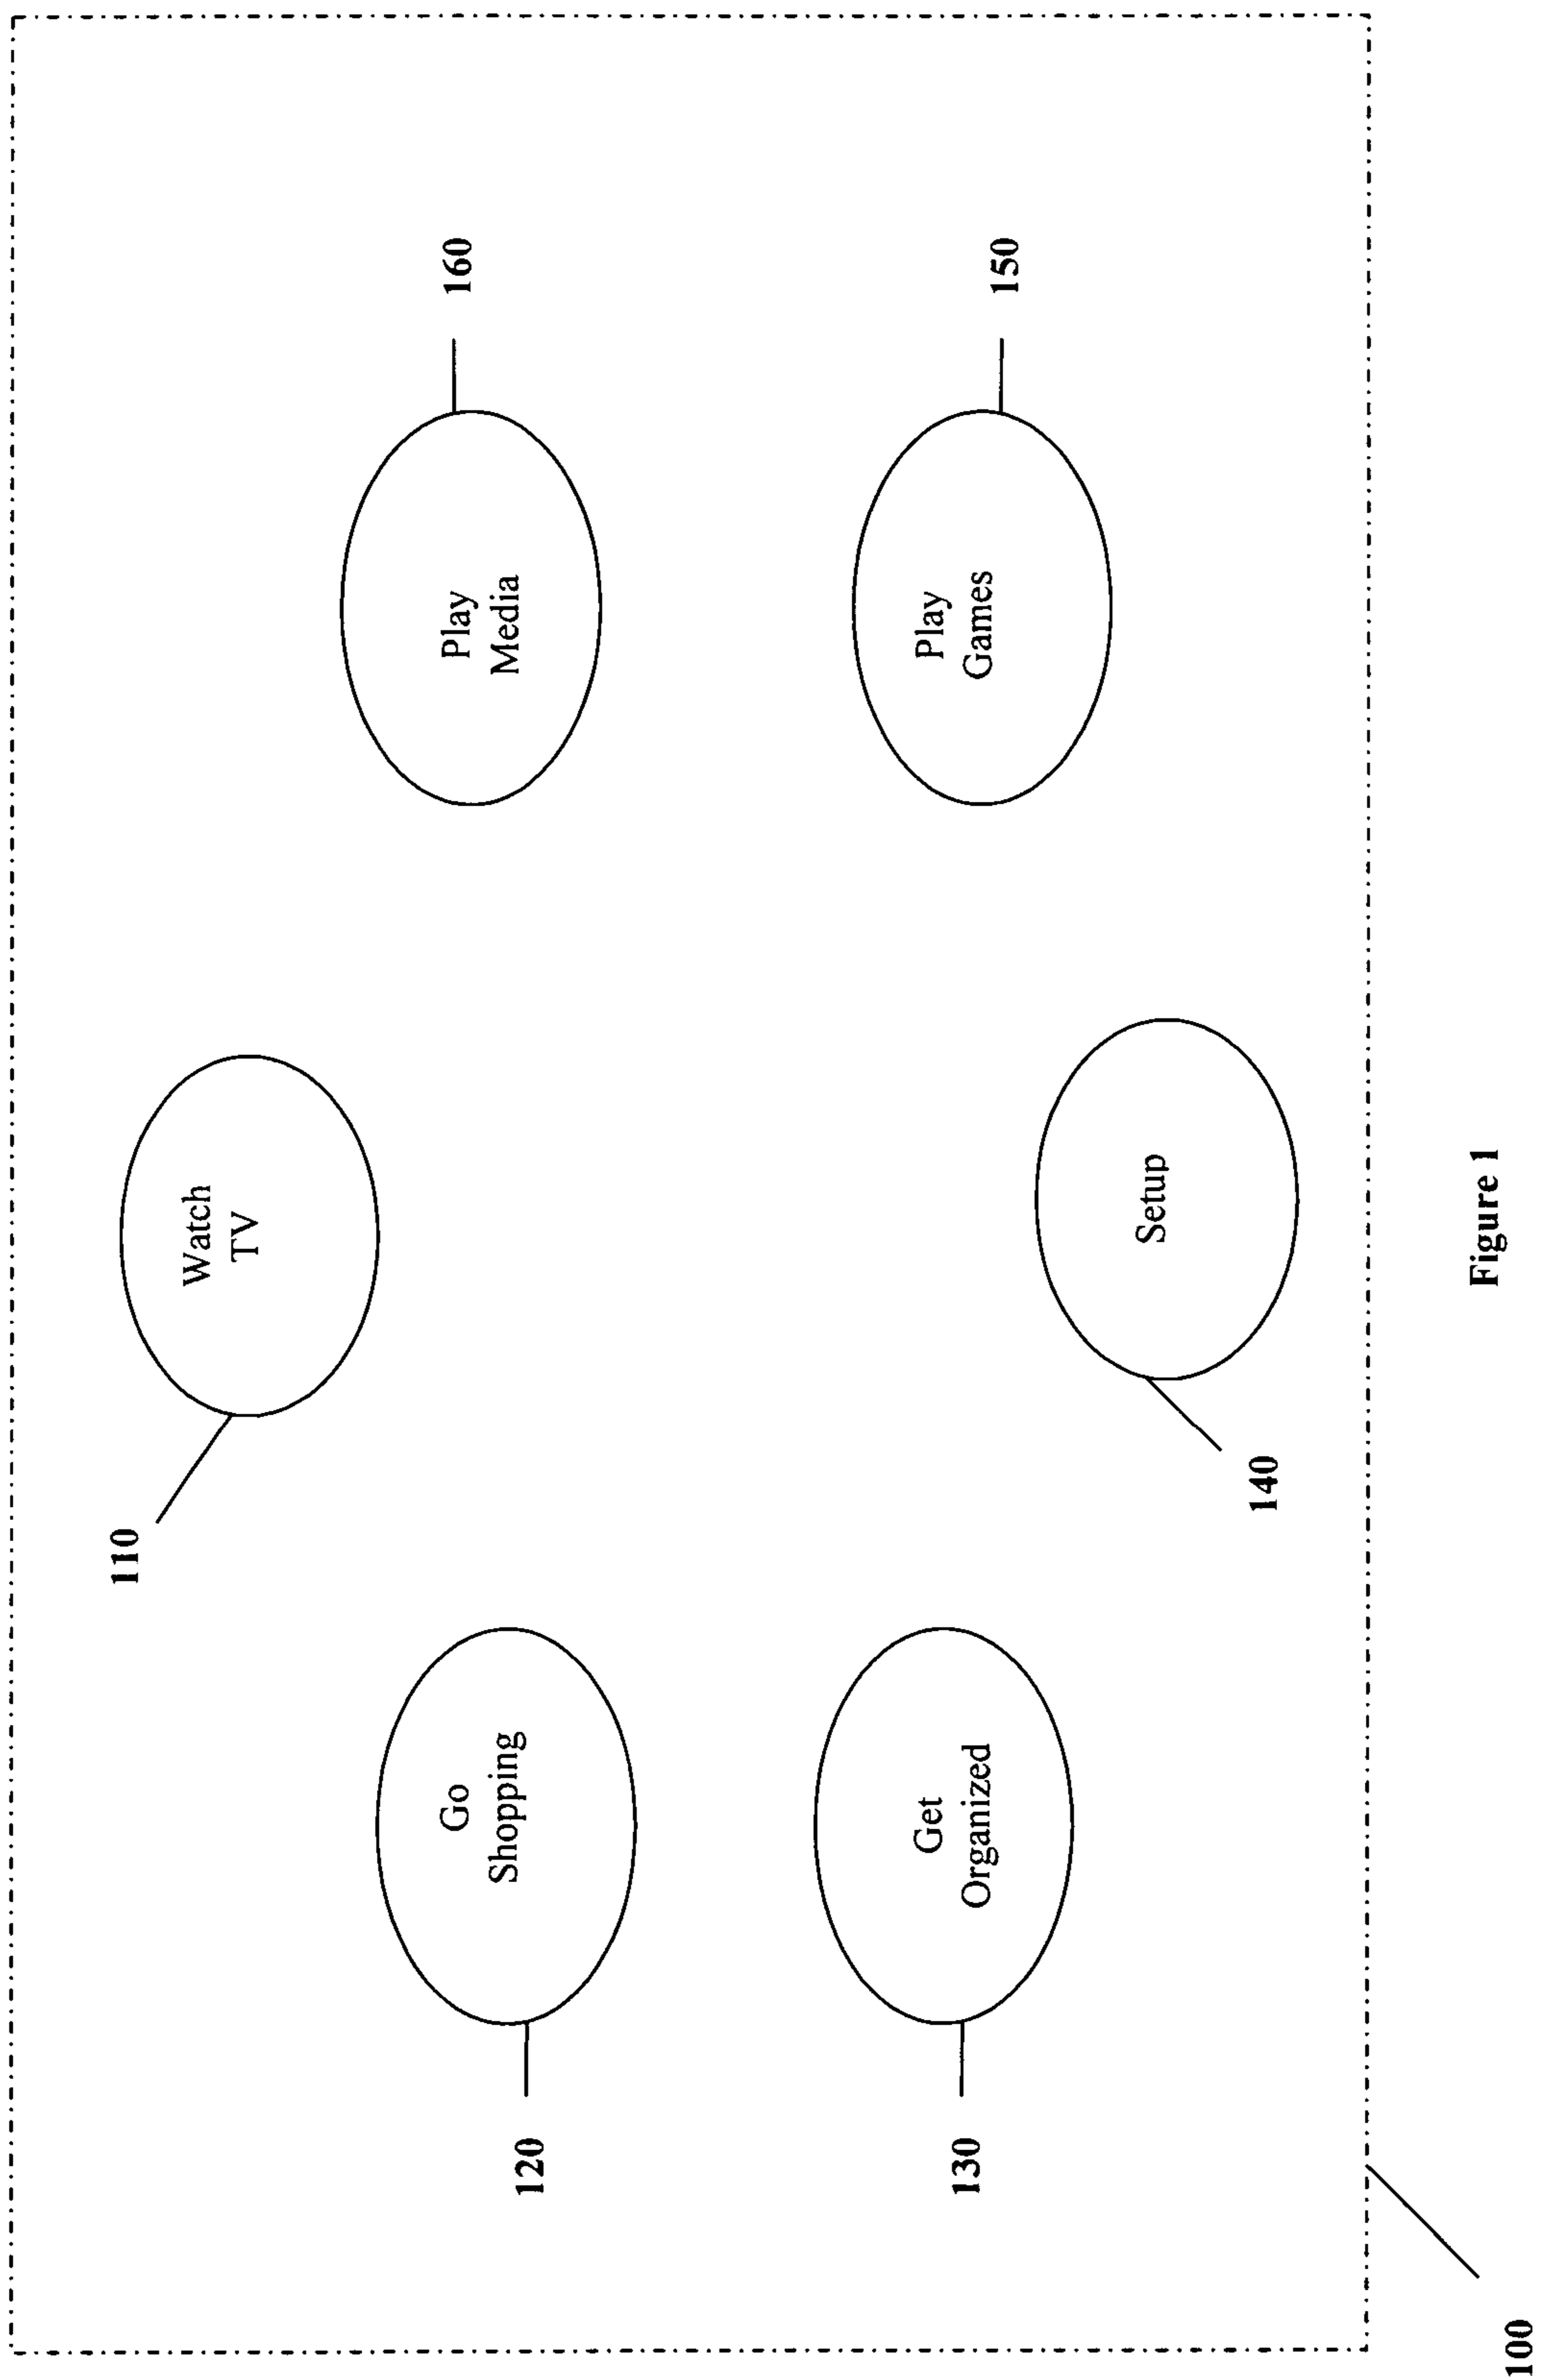 110
Watch
TV
160
Play
Media
120
Go
Shopping
130
Get
Organized
150
Play
Games
140
Setup
100
Figure 1